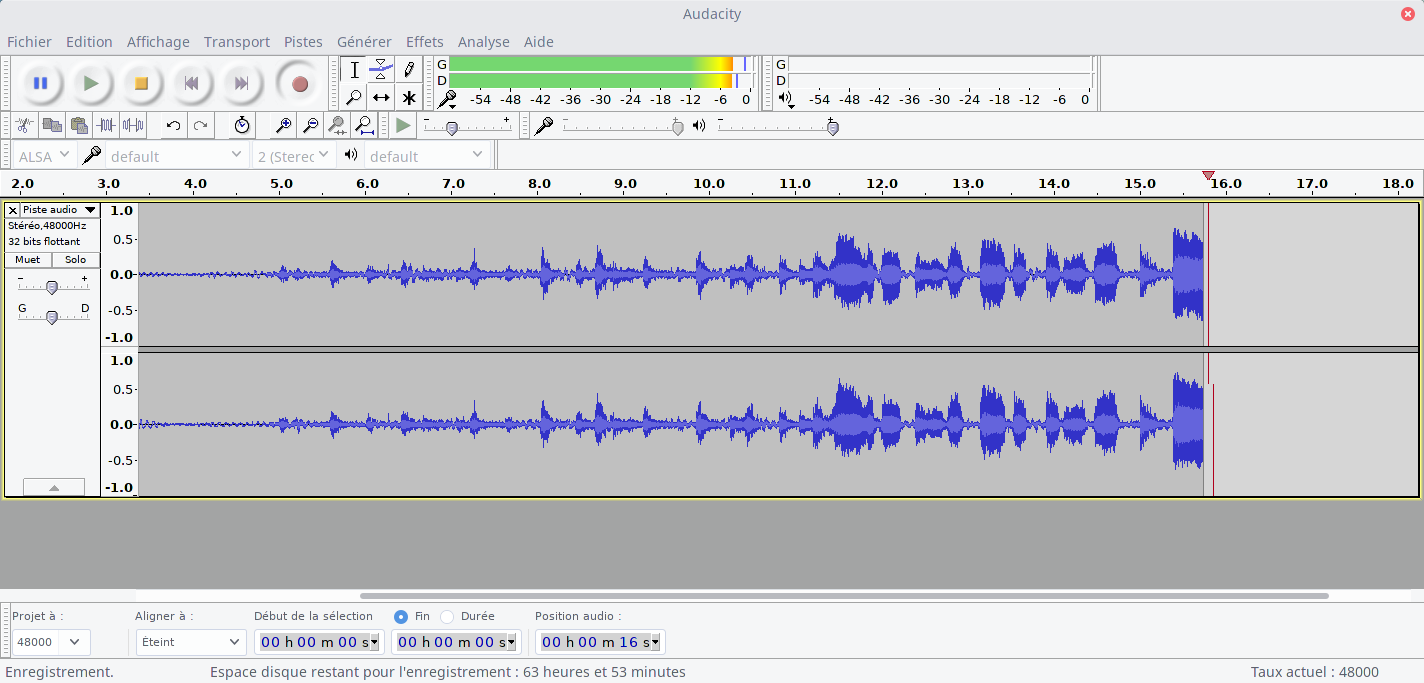 Audacity
Fichier Edition Affichage Transport Pistes Générer Effets Analyse Aide
G
D
-54 -48 -42 -36 -30 -24 -18 -12 -6 0
G
D
-54 -48 -42 -36 -30 -24 -18 -12 -6 0
- +
- +
- +
ALSA default 2 (Sterec default
2.0 3.0 4.0 5.0 6.0 7.0 8.0 9.0 10.0 11.0 12.0 13.0 14.0 15.0 16.0 17.0 18.0
X Piste audio
Stéréo,48000Hz
32 bits flottant
Muet Solo
- +
G D
1.0
0.5
0.0
-0.5
-1.0
1.0
0.5
0.0
-0.5
-1.0
Projet à : Aligner à : Début de la sélection Fin Durée Position audio :
48000 Éteint 00 h 00 m 00 s 00 h 00 m 00 s 00 h 00 m 16 s
Enregistrement. Espace disque restant pour l'enregistrement : 63 heures et 53 minutes Taux actuel : 48000